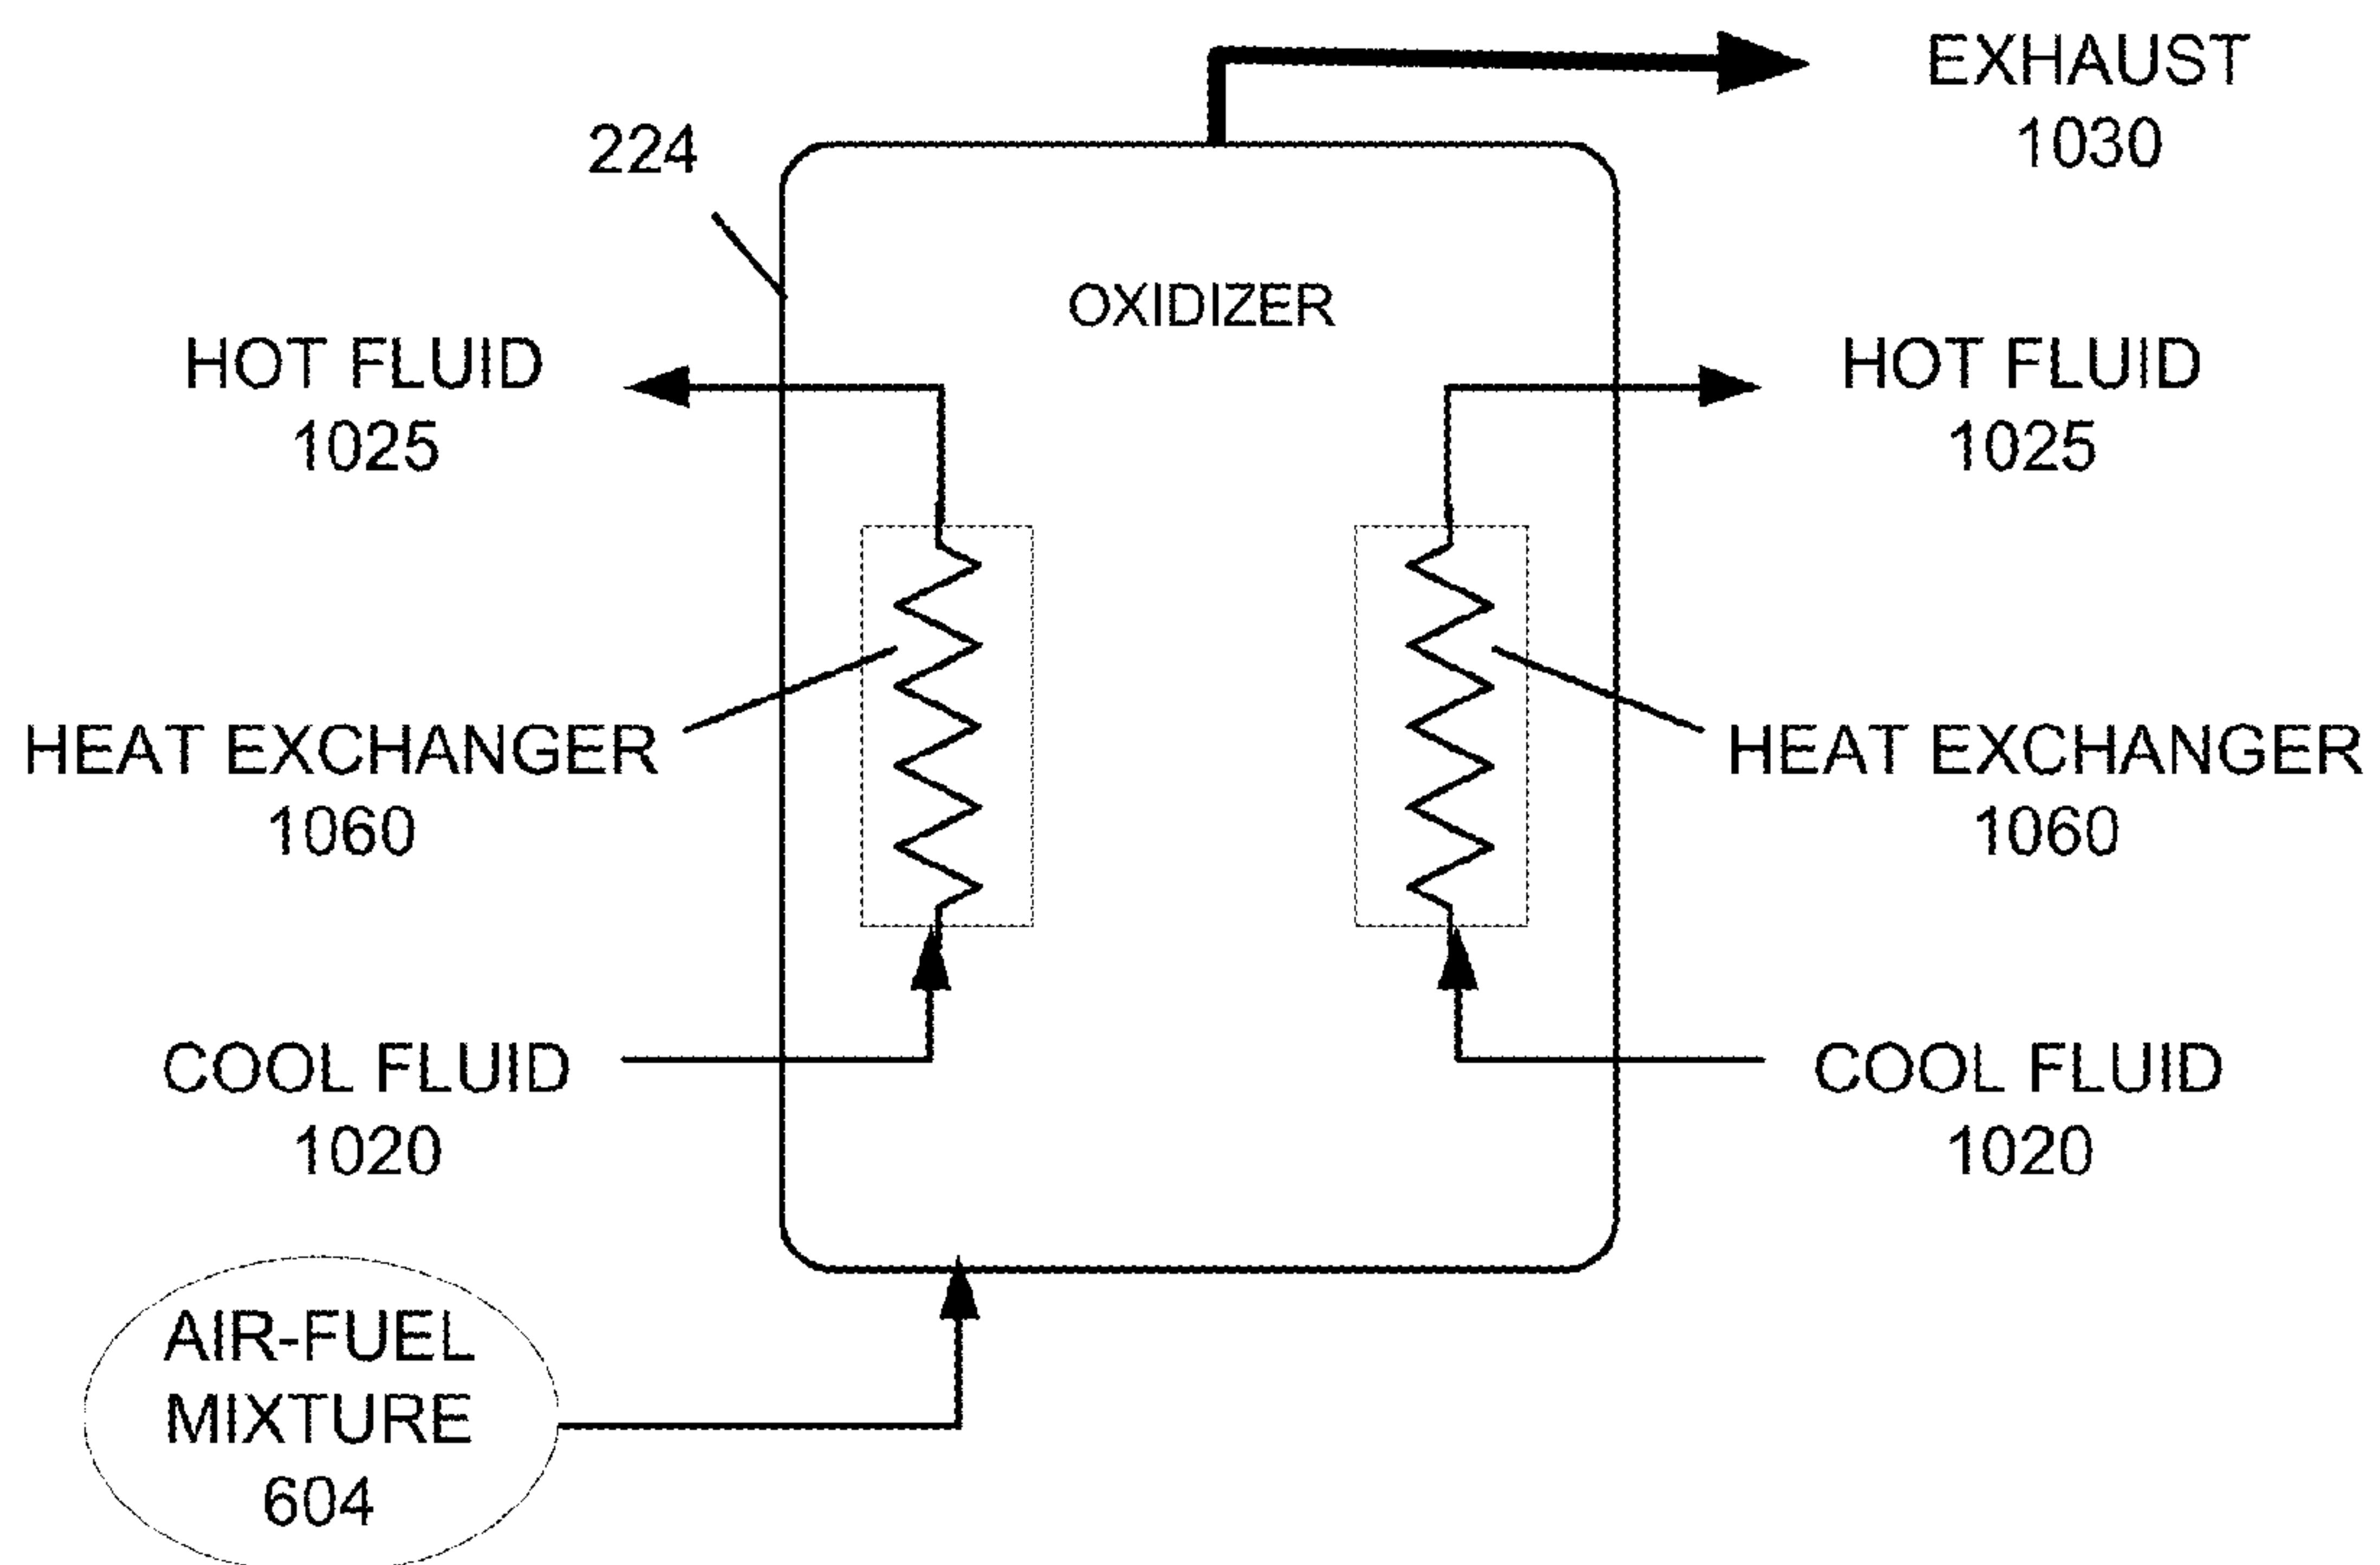 EXHAUST
1030
224
OXIDIZER
HOT FLUID
1025
HOT FLUID
1025
HEAT EXCHANGER
1060
HEAT EXCHANGER
1060
COOL FLUID
1020
COOL FLUID
1020
AIR-FUEL
MIXTURE
604